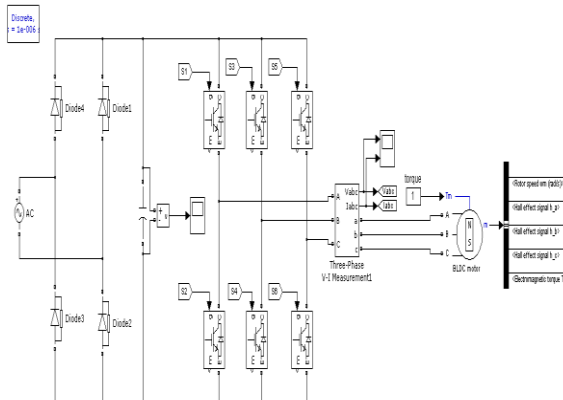 Discrete,
s = 1e-006 s
S1
S3
S5
Diode4
Diode1
AC
A
B
C
Vabc
Iabc
a
b
c
Vabc
Iabc
torque
1
Tm
A
B
C
N
S
m
BLDC motor
Three-Phase
V-I Measurement1
<Rotor speed wm (rad/s)>
<Hall effect signal h_a>
<Hall effect signal h_b>
<Hall effect signal h_c>
<Electromagnetic torque T
S2
S4
S6
Diode3
Diode2
E
E
E
E
E
E